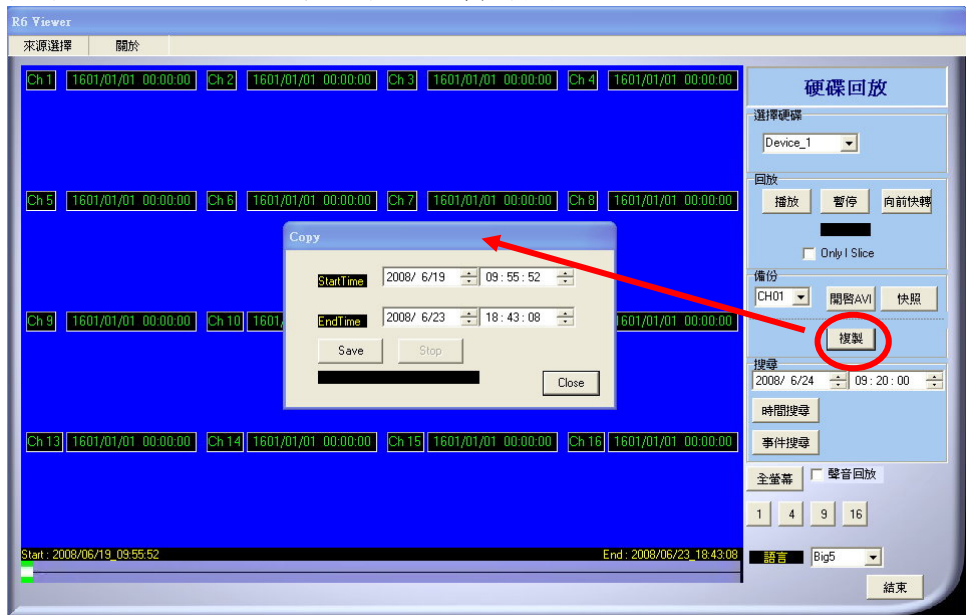 R6 Viewer
來源選擇 關於
Ch 1 1601/01/01 00:00:00 Ch 2 1601/01/01 00:00:00 Ch 3 1601/01/01 00:00:00 Ch 4 1601/01/01 00:00:00
Ch 5 1601/01/01 00:00:00 Ch 6 1601/01/01 00:00:00 Ch 7 1601/01/01 00:00:00 Ch 8 1601/01/01 00:00:00
Ch 9 1601/01/01 00:00:00 Ch 10 1601/ 1601/01/01 00:00:00
Ch 13 1601/01/01 00:00:00 Ch 14 1601/01/01 00:00:00 Ch 15 1601/01/01 00:00:00 Ch 16 1601/01/01 00:00:00
Start : 2008/06/19_09:55:52 End : 2008/06/23_18:43:08
Copy
StartTime 2008/ 6/19 09 : 55 : 52
EndTime 2008/ 6/23 18 : 43 : 08
Save Stop
Close
硬碟回放
選擇硬碟
Device_1
回放
播放 暫停 向前快轉
Only I Slice
備份
CH01 開啓AVI 快照
複製
搜尋
2008/ 6/24 09 : 20 : 00
時間搜尋
事件搜尋
全螢幕 聲音回放
1 4 9 16
語言 Big5
結束